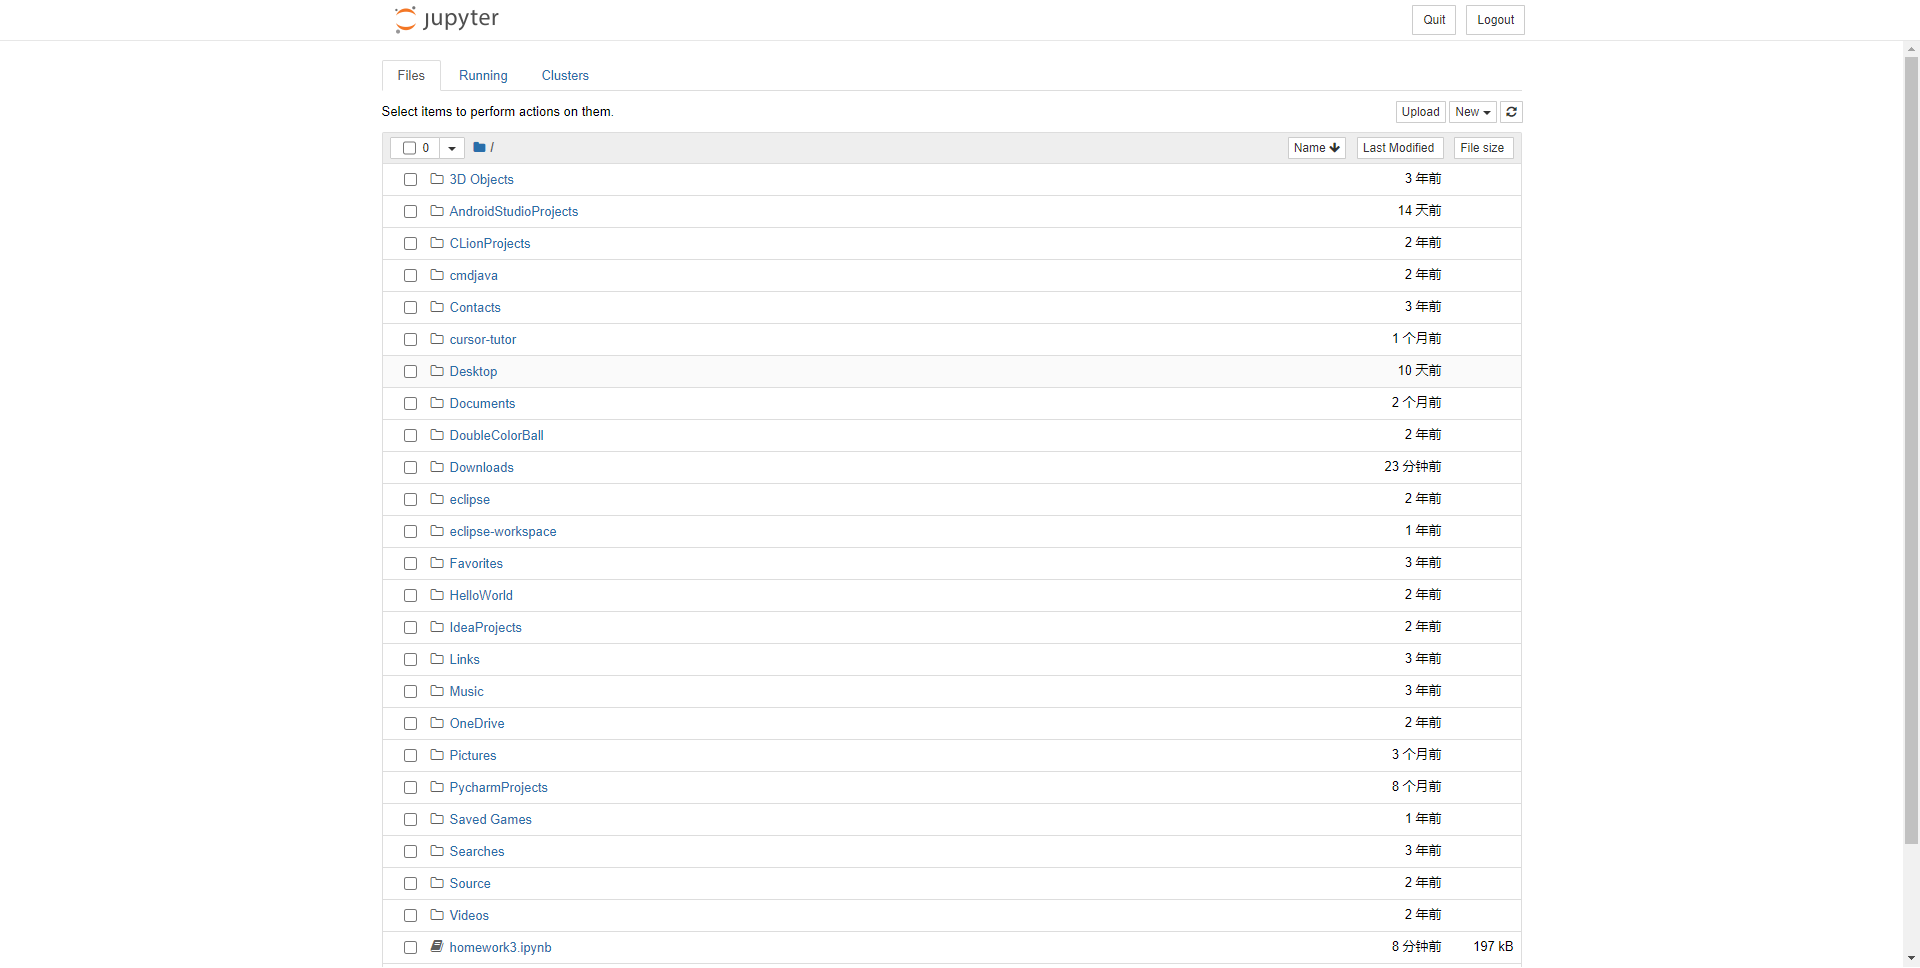 jupyter
Quit Logout
Files Running Clusters
Select items to perform actions on them.
Upload New
0 / Name Last Modified File size
3D Objects 3 年前
AndroidStudioProjects 14 天前
CLionProjects 2 年前
cmdjava 2 年前
Contacts 3 年前
cursor-tutor 1 个月前
Desktop 10 天前
Documents 2 个月前
DoubleColorBall 2 年前
Downloads 23 分钟前
eclipse 2 年前
eclipse-workspace 1 年前
Favorites 3 年前
HelloWorld 2 年前
IdeaProjects 2 年前
Links 3 年前
Music 3 年前
OneDrive 2 年前
Pictures 3 个月前
PycharmProjects 8 个月前
Saved Games 1 年前
Searches 3 年前
Source 2 年前
Videos 2 年前
homework3.ipynb 8 分钟前 197 kB